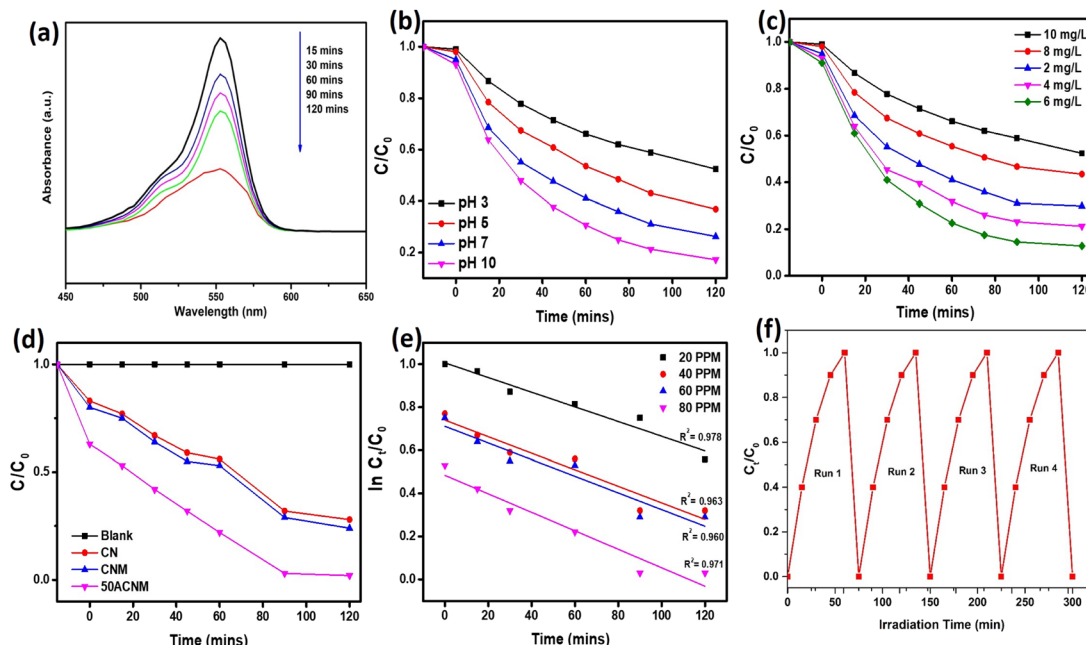 (a)
15 mins
30 mins
60 mins
90 mins
120 mins
Absorbance (a.u.)
450 500 550 600 650
Wavelength (nm)
(b)
1.0
0.8
0.6
0.4
0.2
C/C0
pH 3
pH 5
pH 7
pH 10
0 20 40 60 80 100 120
Time (mins)
(c)
1.0
0.8
0.6
0.4
0.2
0.0
C/C0
10 mg/L
8 mg/L
2 mg/L
4 mg/L
6 mg/L
0 20 40 60 80 100 120
Time (mins)
(d)
1.0
0.5
0.0
C/C0
Blank
CN
CNM
50ACNM
0 20 40 60 80 100 120
Time (mins)
(e)
1.0
0.8
0.6
0.4
0.2
0.0
ln Ct/C0
20 PPM
40 PPM
60 PPM
80 PPM
R2= 0.978
R2= 0.963
R2= 0.960
R2= 0.971
0 20 40 60 80 100 120
Time (mins)
(f)
1.0
0.8
0.6
0.4
0.2
0.0
Ct/C0
Run 1 Run 2 Run 3 Run 4
0 50 100 150 200 250 300
Irradiation Time (min)